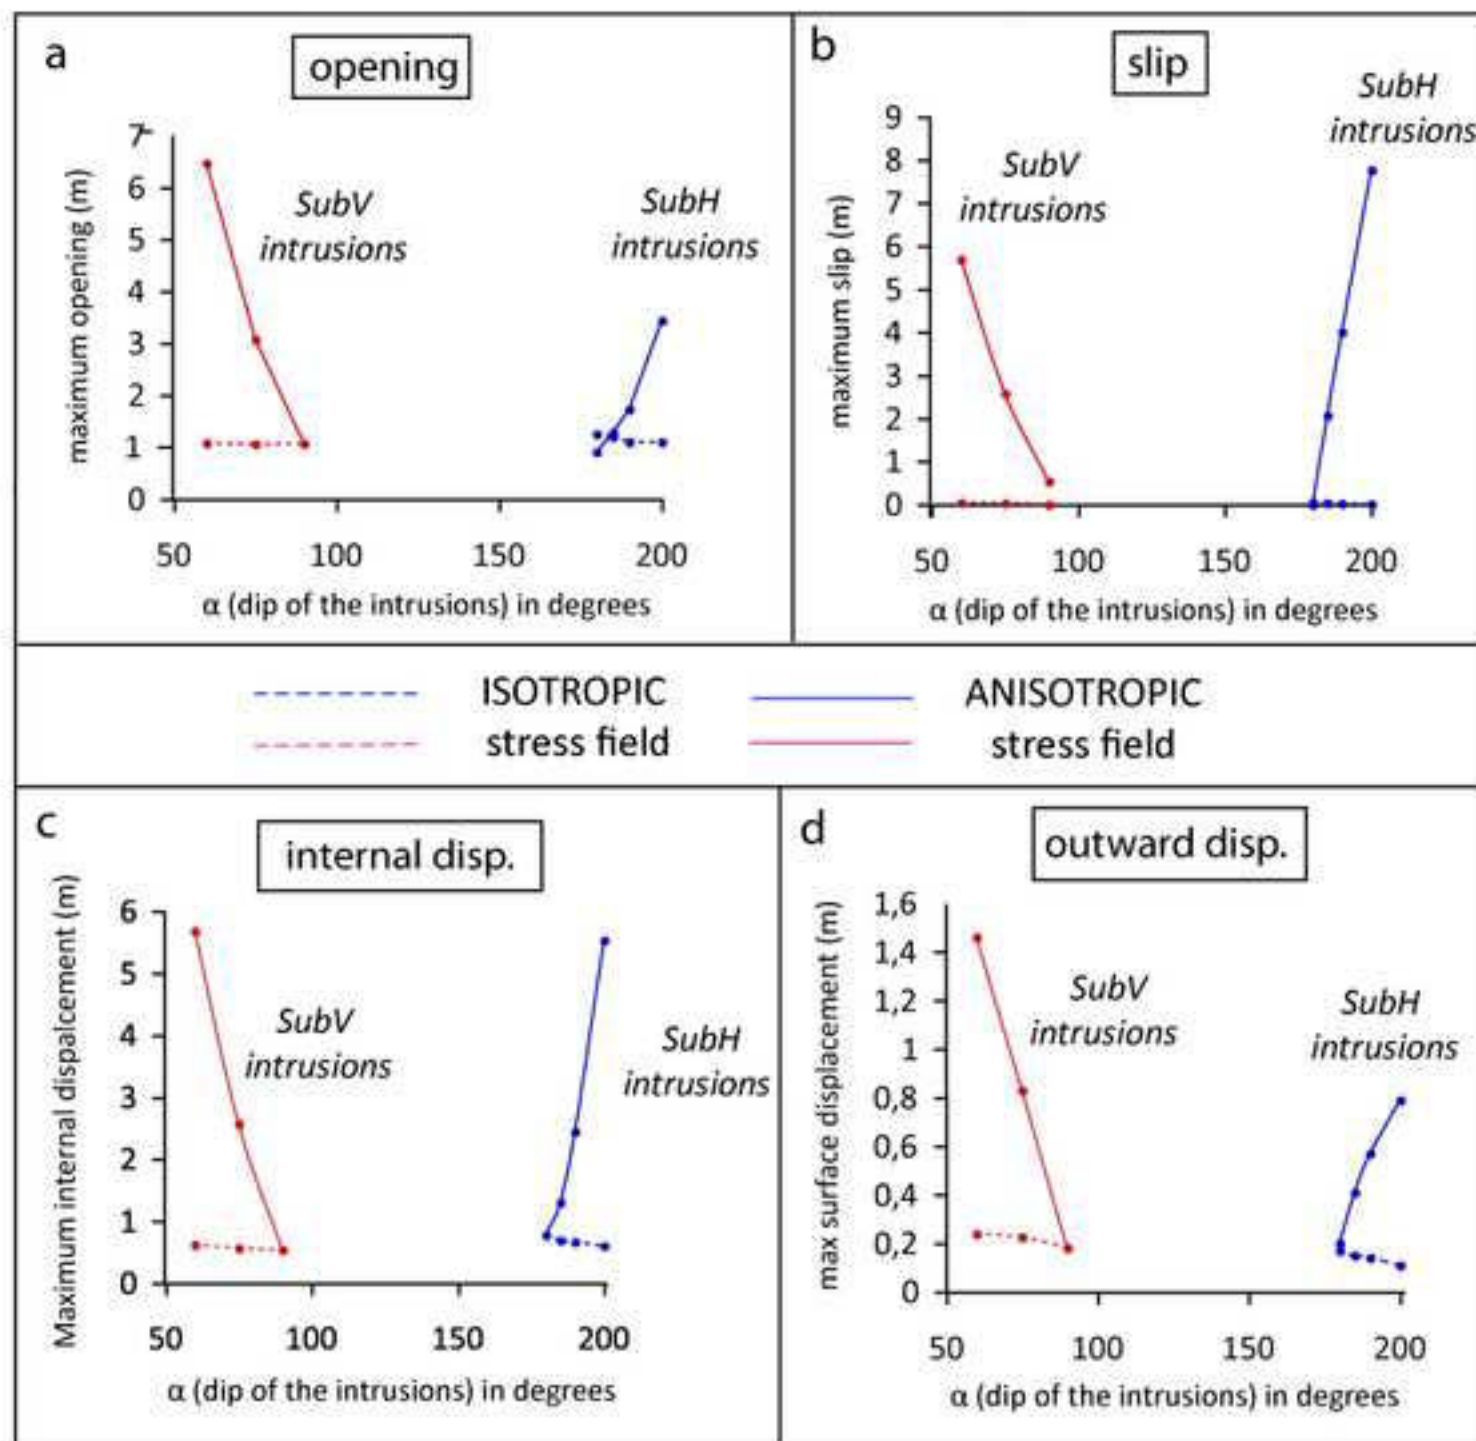 a
opening
7
6
5
4
3
2
1
0
maximum opening (m)
SubV
intrusions
SubH
intrusions
50 100 150 200
α (dip of the intrusions) in degrees
b
slip
9
8
7
6
5
4
3
2
1
0
maximum slip (m)
SubV
intrusions
SubH
intrusions
50 100 150 200
α (dip of the intrusions) in degrees
ISOTROPIC
stress field
ANISOTROPIC
stress field
c
internal disp.
6
5
4
3
2
1
0
Maximum internal dispalcement (m)
SubV
intrusions
SubH
intrusions
50 100 150 200
α (dip of the intrusions) in degrees
d
outward disp.
1,6
1,4
1,2
1
0,8
0,6
0,4
0,2
0
max surface displacement (m)
SubV
intrusions
SubH
intrusions
50 100 150 200
α (dip of the intrusions) in degrees